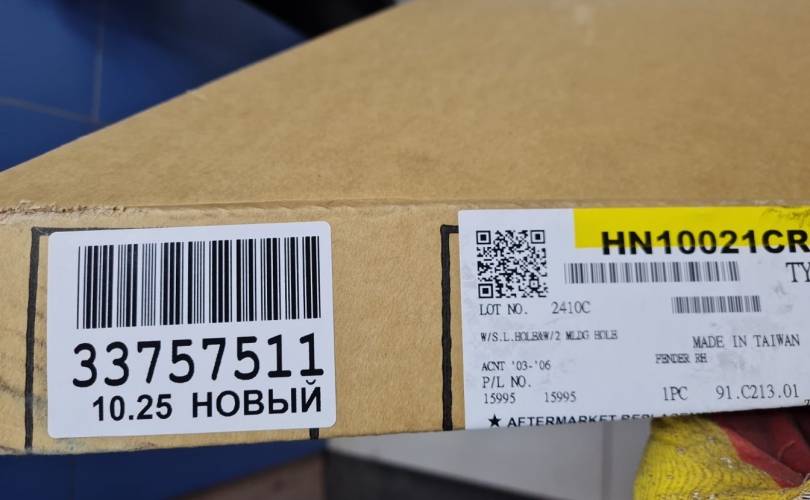 33757511
10.25 НОВЫЙ
HN10021CR
LOT NO. 2410C
W/S.L.HOLE&W/2 MLDG HOLE
MADE IN TAIWAN
ACNT '03-'06
FENDER RH
P/L NO.
15995 15995
1PC 91.C213.01
★ AFTERMARKET